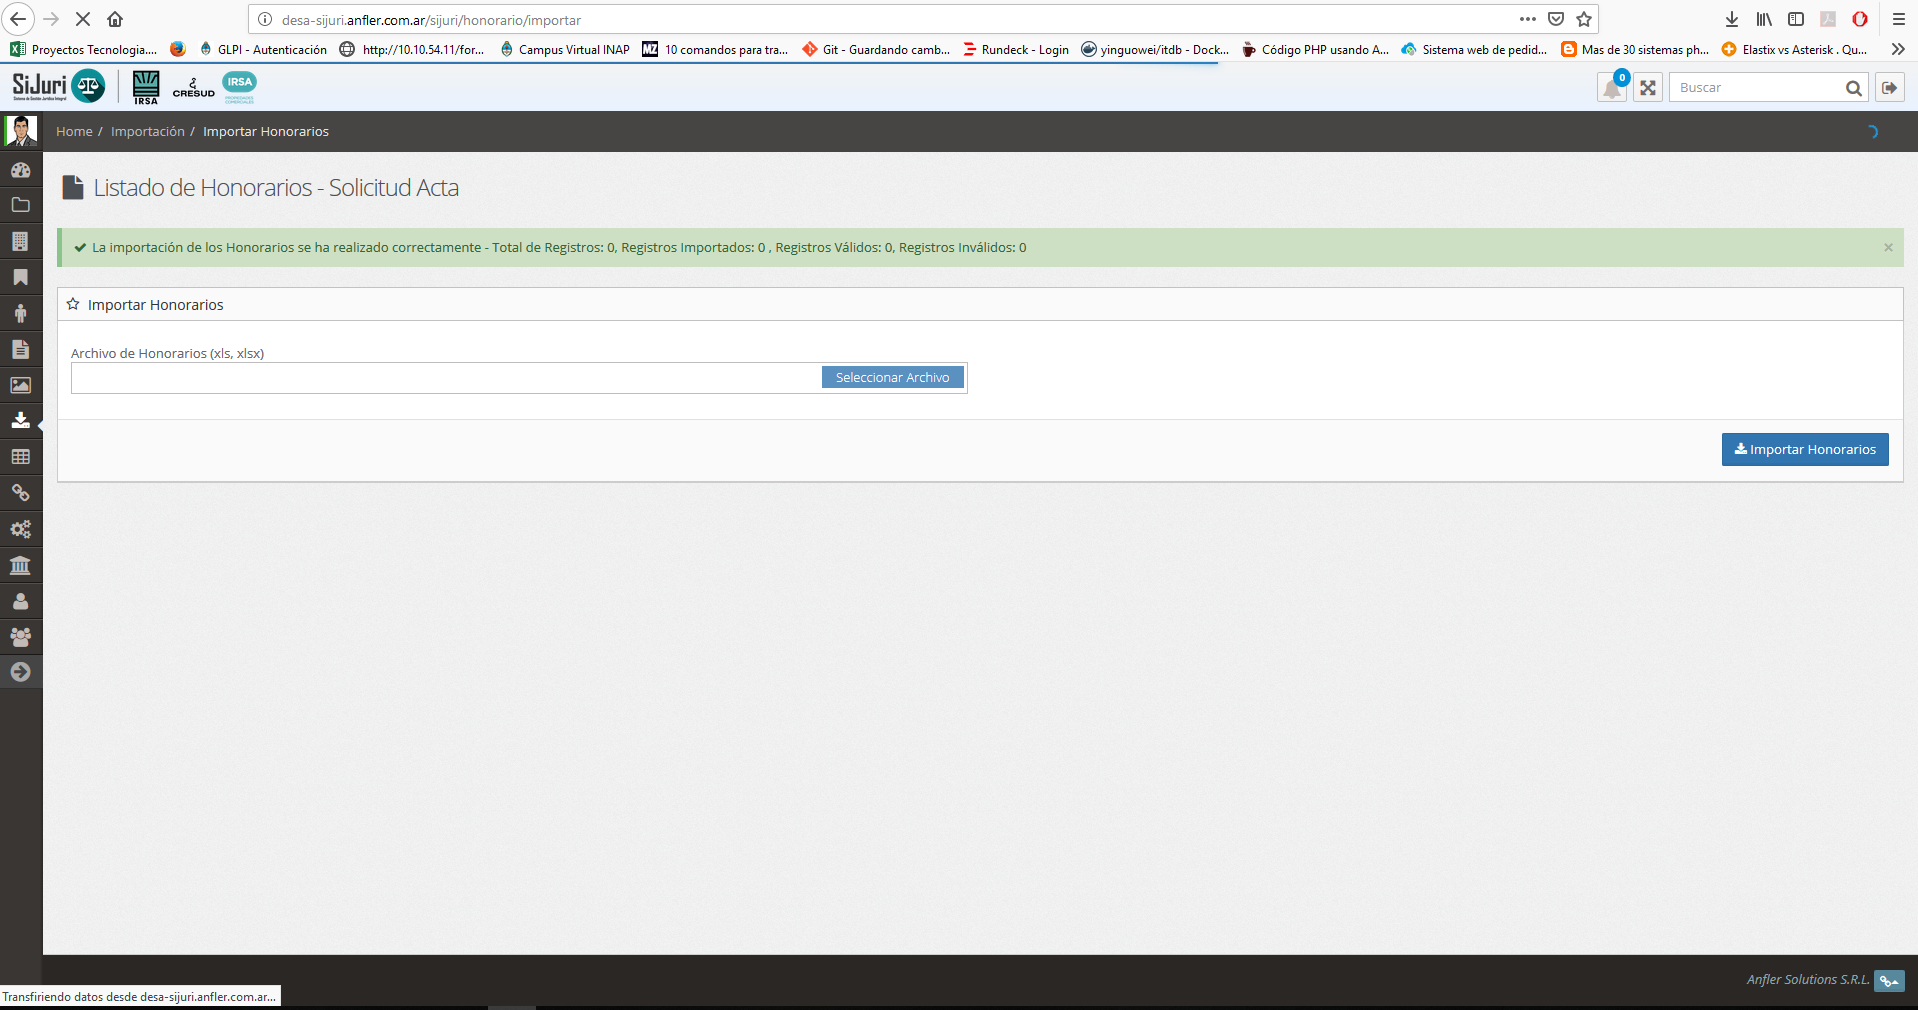 desa-sijuri.anfler.com.ar/sijuri/honorario/importar
Proyectos Tecnologia.... GLPI - Autenticación http://10.10.54.11/for... Campus Virtual INAP 10 comandos para tra... Git - Guardando camb... Rundeck - Login yinguowei/itdb - Dock... Código PHP usando A... Sistema web de pedid... Mas de 30 sistemas ph... Elastix vs Asterisk . Qu...
SiJuri IRSA CRESUD IRSA
0
Buscar
Home / Importación / Importar Honorarios
Listado de Honorarios - Solicitud Acta
La importación de los Honorarios se ha realizado correctamente - Total de Registros: 0, Registros Importados: 0 , Registros Válidos: 0, Registros Inválidos: 0
Importar Honorarios
Archivo de Honorarios (xls, xlsx)
Seleccionar Archivo
Importar Honorarios
Anfler Solutions S.R.L.
Transfiriendo datos desde desa-sijuri.anfler.com.ar...